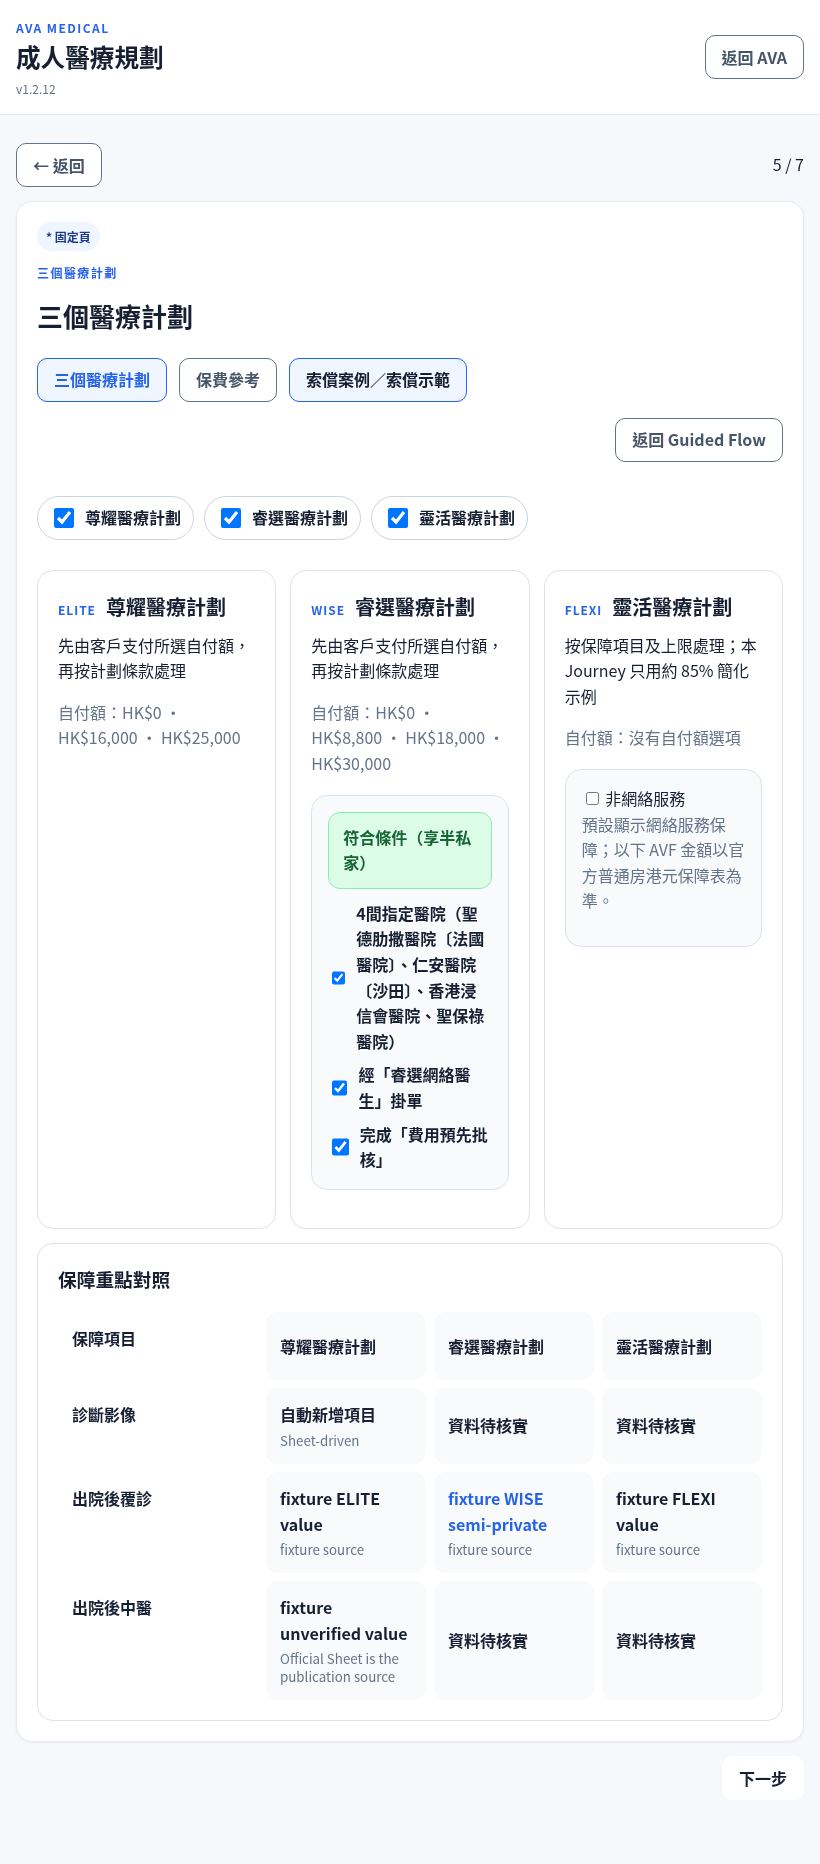 AVA MEDICAL
成人醫療規劃
v1.2.12
返回 AVA
← 返回
5 / 7
* 固定頁
三個醫療計劃
三個醫療計劃
三個醫療計劃
保費參考
索償案例／索償示範
返回 Guided Flow
尊耀醫療計劃
睿選醫療計劃
靈活醫療計劃
ELITE 尊耀醫療計劃
先由客戶支付所選自付額，
再按計劃條款處理
自付額：HK$0 ・
HK$16,000 ・ HK$25,000
WISE 睿選醫療計劃
先由客戶支付所選自付額，
再按計劃條款處理
自付額：HK$0 ・
HK$8,800 ・ HK$18,000 ・
HK$30,000
符合條件（享半私
家）
4間指定醫院（聖
德肋撒醫院〔法國
醫院〕、仁安醫院
〔沙田〕、香港浸
信會醫院、聖保祿
醫院）
經「睿選網絡醫
生」掛單
完成「費用預先批
核」
FLEXI 靈活醫療計劃
按保障項目及上限處理；本
Journey 只用約 85% 簡化
示例
自付額：沒有自付額選項
非網絡服務
預設顯示網絡服務保
障；以下 AVF 金額以官
方普通房港元保障表為
準。
保障重點對照
保障項目
尊耀醫療計劃
睿選醫療計劃
靈活醫療計劃
診斷影像
自動新增項目
Sheet-driven
資料待核實
資料待核實
出院後覆診
fixture ELITE
value
fixture source
fixture WISE
semi-private
fixture source
fixture FLEXI
value
fixture source
出院後中醫
fixture
unverified value
Official Sheet is the
publication source
資料待核實
資料待核實
下一步